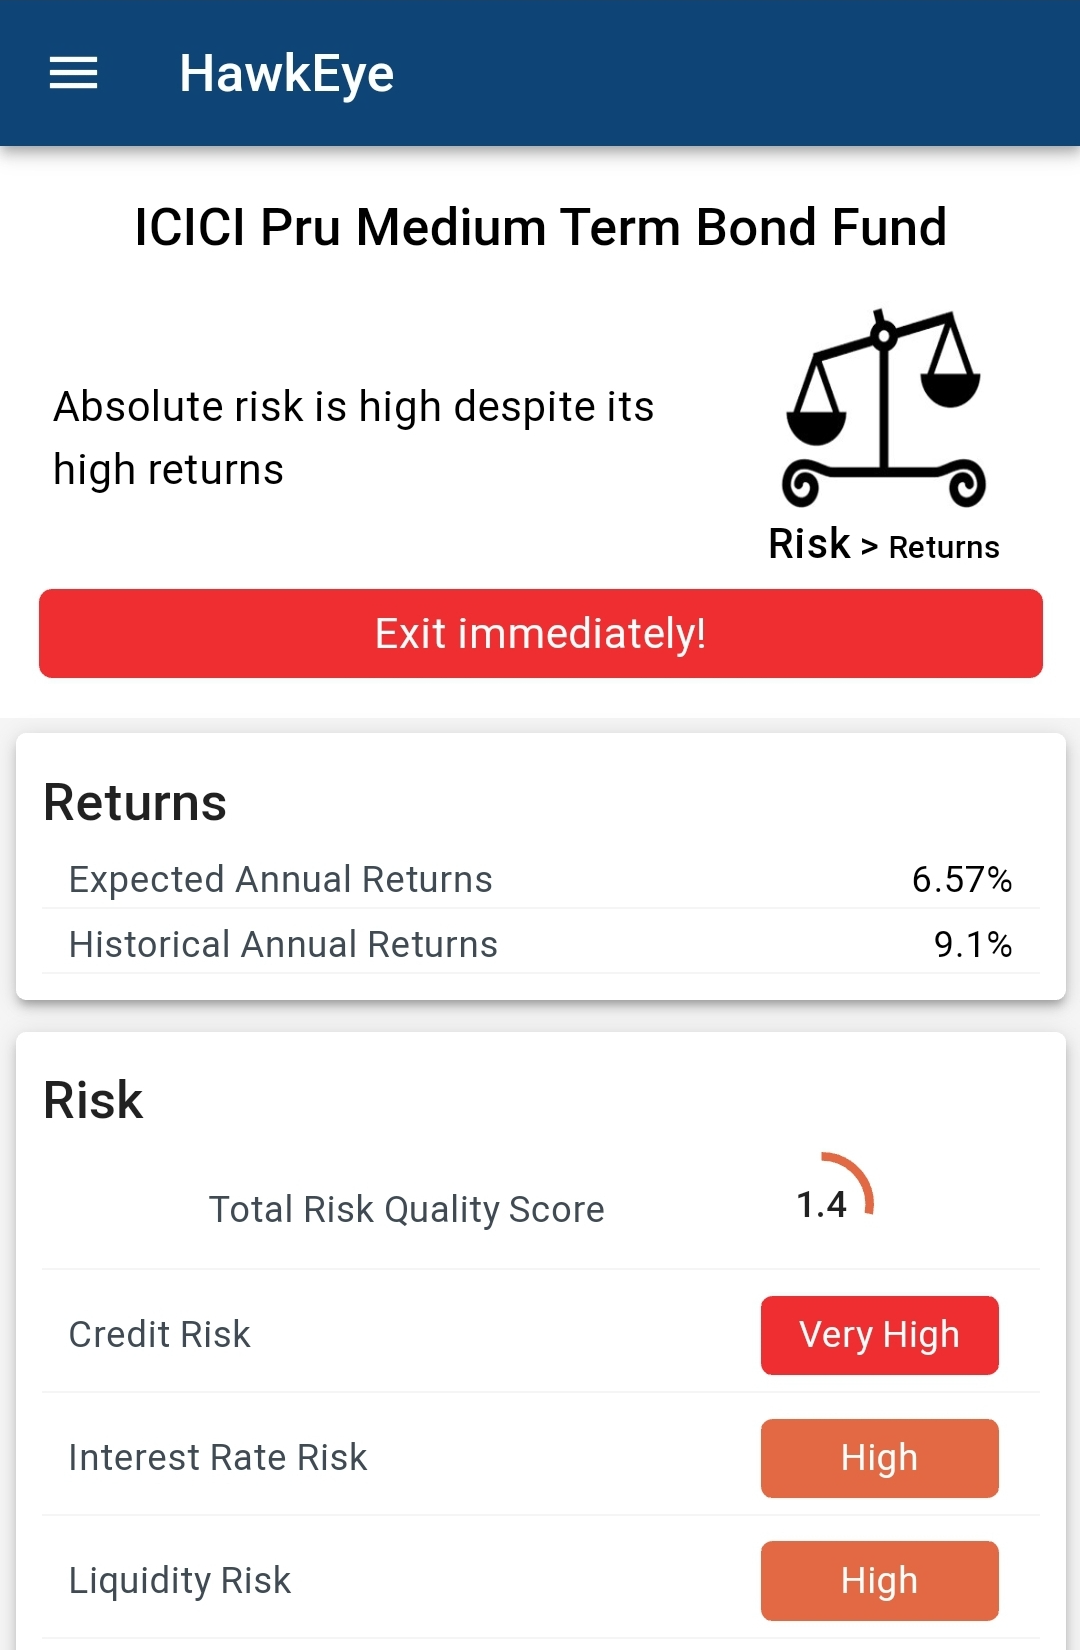 HawkEye
ICICI Pru Medium Term Bond Fund
Absolute risk is high despite its
high returns
Risk > Returns
Exit immediately!
Returns
Expected Annual Returns 6.57%
Historical Annual Returns 9.1%
Risk
Total Risk Quality Score 1.4
Credit Risk Very High
Interest Rate Risk High
Liquidity Risk High